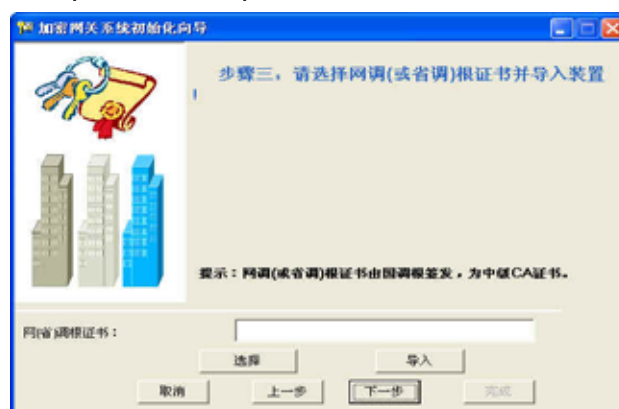 加密网关系统初始化向导
步骤三，请选择网调(或省调)根证书并导入装置
！
提示：网调(或省调)根证书由国调根签发，为中继CA证书。
网(省)调根证书：
选择
导入
取消
上一步
下一步
完成